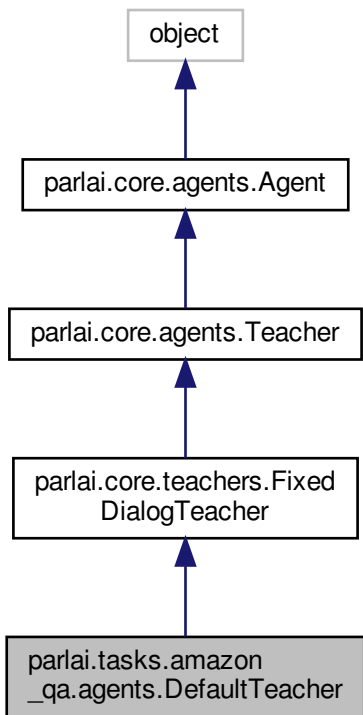 object
parlai.core.agents.Agent
parlai.core.agents.Teacher
parlai.core.teachers.Fixed
DialogTeacher
parlai.tasks.amazon
_qa.agents.DefaultTeacher